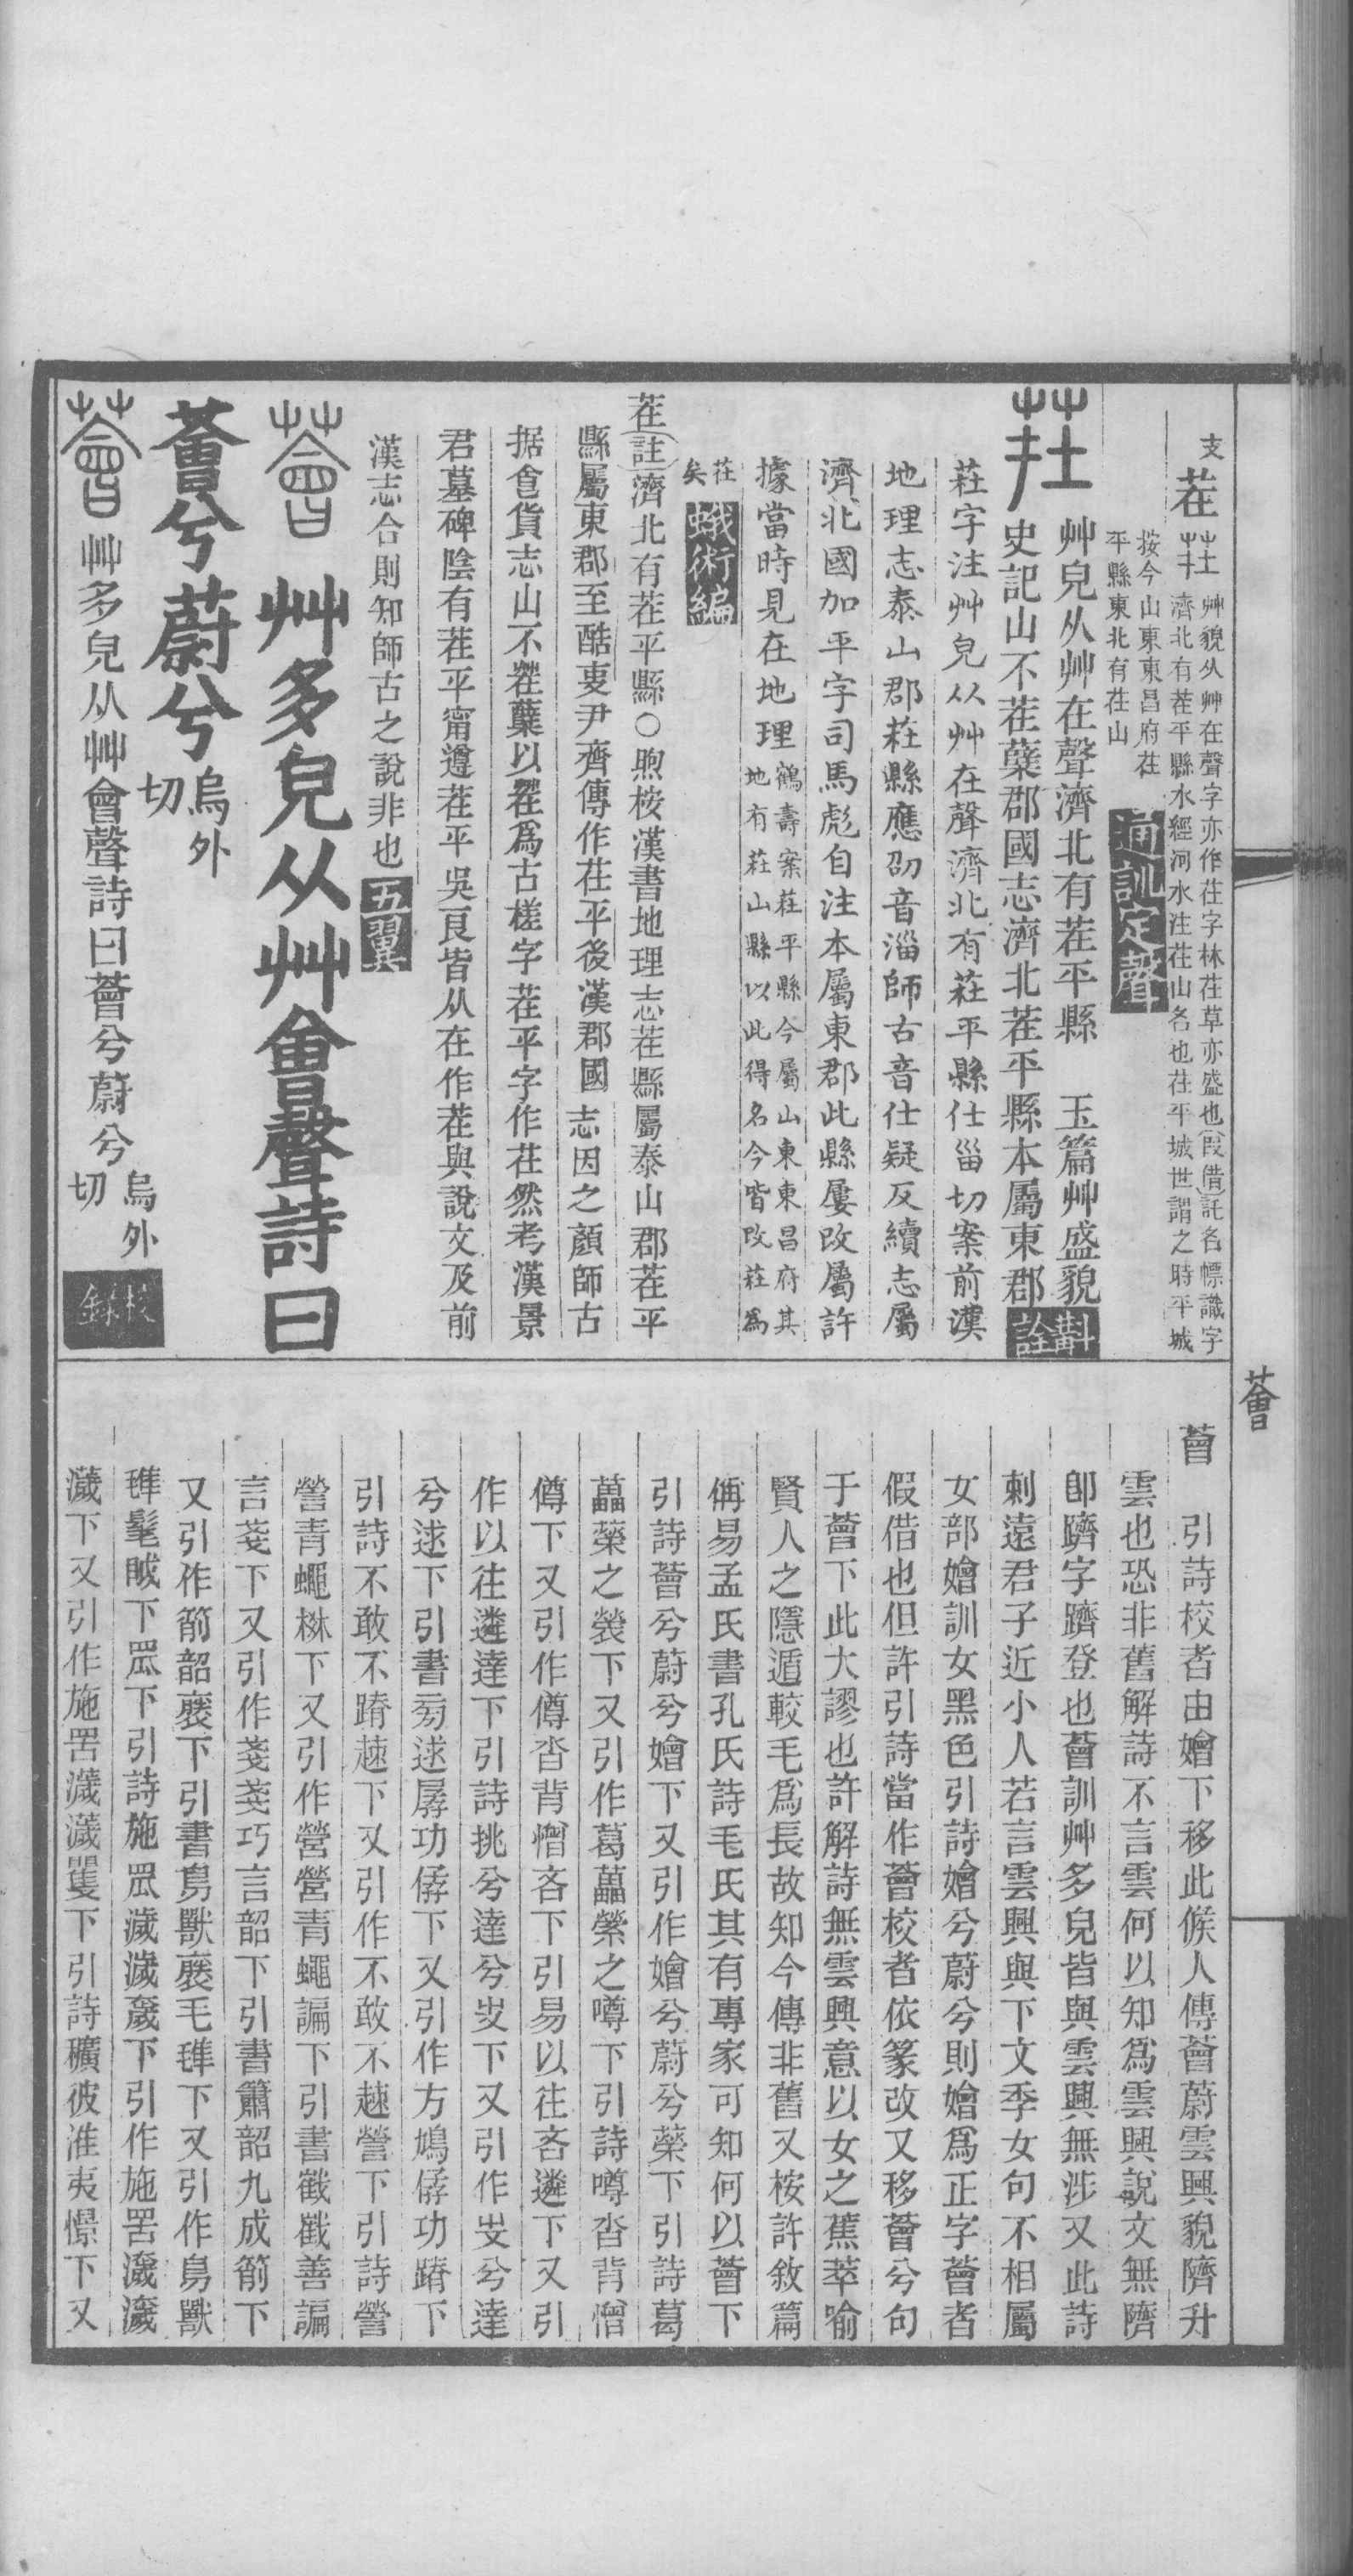 支
茬
艸貌从艸在聲字亦作茌字林茌草亦盛也(叚借)託名幖識字
濟北有茬平縣水經河水注茌山名也茌平城世謂之時平城
按今山東東昌府茌
平縣東北有茌山
通訓定聲
艸皃从艸在聲濟北有茬平縣 玉篇艸盛貌
史記山不茬蘖郡國志濟北茬平縣本屬東郡
斠詮
茬字注艸皃从艸在聲濟北有茬平縣仕甾切案前漢
地理志泰山郡茬縣應劭音淄師古音仕疑反續志屬
濟北國加平字司馬彪自注本屬東郡此縣屢改屬許
據當時見在地理
鶴壽案茬平縣今屬山東東昌府其
地有茬山縣以此得名今皆改茬爲
茌
矣
蛾術編
茬(註)濟北有茬平縣○煦桉漢書地理志茬縣屬泰山郡茬平
縣屬東郡至酷吏尹齊傳作茌平後漢郡國志因之顏師古
据食貨志山不茬蘖以茬爲古槎字茬平字作茌然考漢景
君墓碑陰有茬平甯遵茬平吳艮皆从在作茬與說文及前
漢志合則知師古之說非也
五翼
艸多皃从艸會聲詩曰
薈兮蔚兮
烏外
切
艸多皃从艸會聲詩曰薈兮蔚兮
烏外
切
校錄
薈
薈 引詩校者由嬒下移此候人傳薈蔚雲興貌隮升
雲也恐非舊解詩不言雲何以知爲雲興說文無隮
卽躋字躋登也薈訓艸多皃皆與雲興無涉又此詩
刺遠君子近小人若言雲興與下文季女句不相屬
女部嬒訓女黑色引詩嬒兮蔚兮則嬒爲正字薈者
假借也但許引詩當作薈校者依篆改又移薈兮句
于薈下此大謬也許解詩無雲興意以女之蕉萃喻
賢人之隱遁較毛爲長故知今傳非舊又桉許敘篇
偁易孟氏書孔氏詩毛氏其有專家可知何以薈下
引詩薈兮蔚兮嬒下又引作嬒兮蔚兮藥下引詩葛
藟藥之褮下又引作葛藟縈之噂下引詩噂沓背憎
僔下又引作僔沓背憎吝下引易以往吝遴下又引
作以往遴達下引詩挑兮達兮㕜下又引作㕜兮達
兮逑下引書旁逑孱功僝下又引作方鳩僝功蹐下
引詩不敢不蹐趚下又引作不敢不趚營下引詩營
營青蠅棥下又引作營營青蠅諞下引書戩戩善諞
言戔下又引作戔戔巧言韶下引書簫韶九成箾下
又引作箾韶褎下引書鳥獸褎毛䍸下又引作鳥獸
䍸髦眓下眾下引詩施罛濊濊薉下引作施罟瀎瀎
瀎下又引作施罟瀎瀎矍下引詩穬彼淮夷憬下又